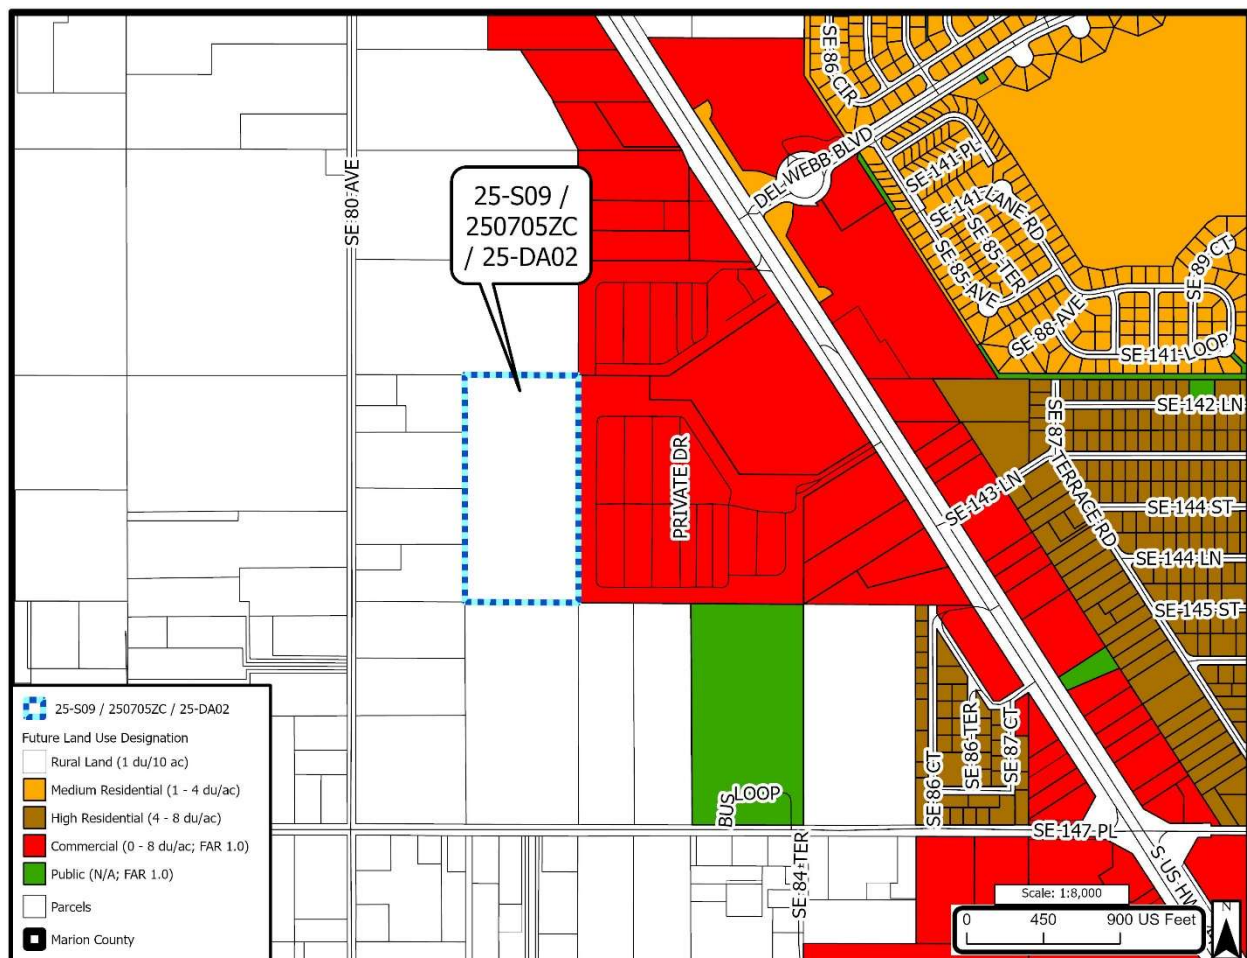 SE 86 CIR
DEL WEBB BLVD
SE 141 PL
SE 80 AVE
25-S09 /
250705ZC
/ 25-DA02
SE 141 LANE RD
SE 85 TER
SE 85 AVE
SE 89 CT
SE 88 AVE
SE 141 LOOP
SE 87
TERRACE RD
SE 142 LN
PRIVATE DR
SE 143 LN
SE 144 ST
SE 144 LN
SE 145 ST
SE 86 CT
SE 86 TER
SE 87 CT
BUS
LOOP
SE 147 PL
SE 84 TER
S US HW
25-S09 / 250705ZC / 25-DA02
Future Land Use Designation
Rural Land (1 du/10 ac)
Medium Residential (1 - 4 du/ac)
High Residential (4 - 8 du/ac)
Commercial (0 - 8 du/ac; FAR 1.0)
Public (N/A; FAR 1.0)
Parcels
Marion County
Scale: 1:8,000
0 450 900 US Feet
N